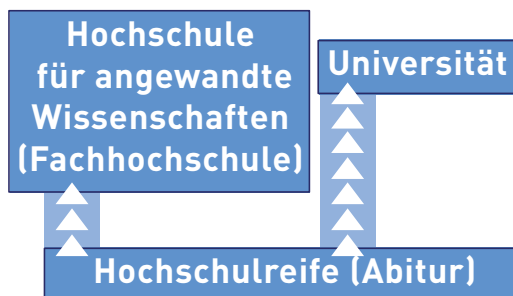 Hochschule
für angewandte
Wissenschaften
(Fachhochschule)
Universität
Hochschulreife (Abitur)